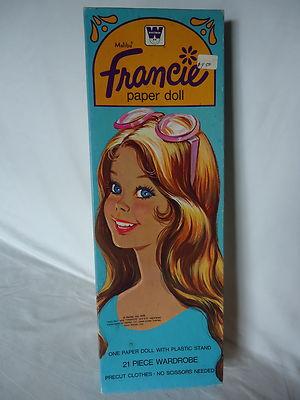 W
Malibu
Francie
paper doll
ONE PAPER DOLL WITH PLASTIC STAND
21 PIECE WARDROBE
PRECUT CLOTHES - NO SCISSORS NEEDED